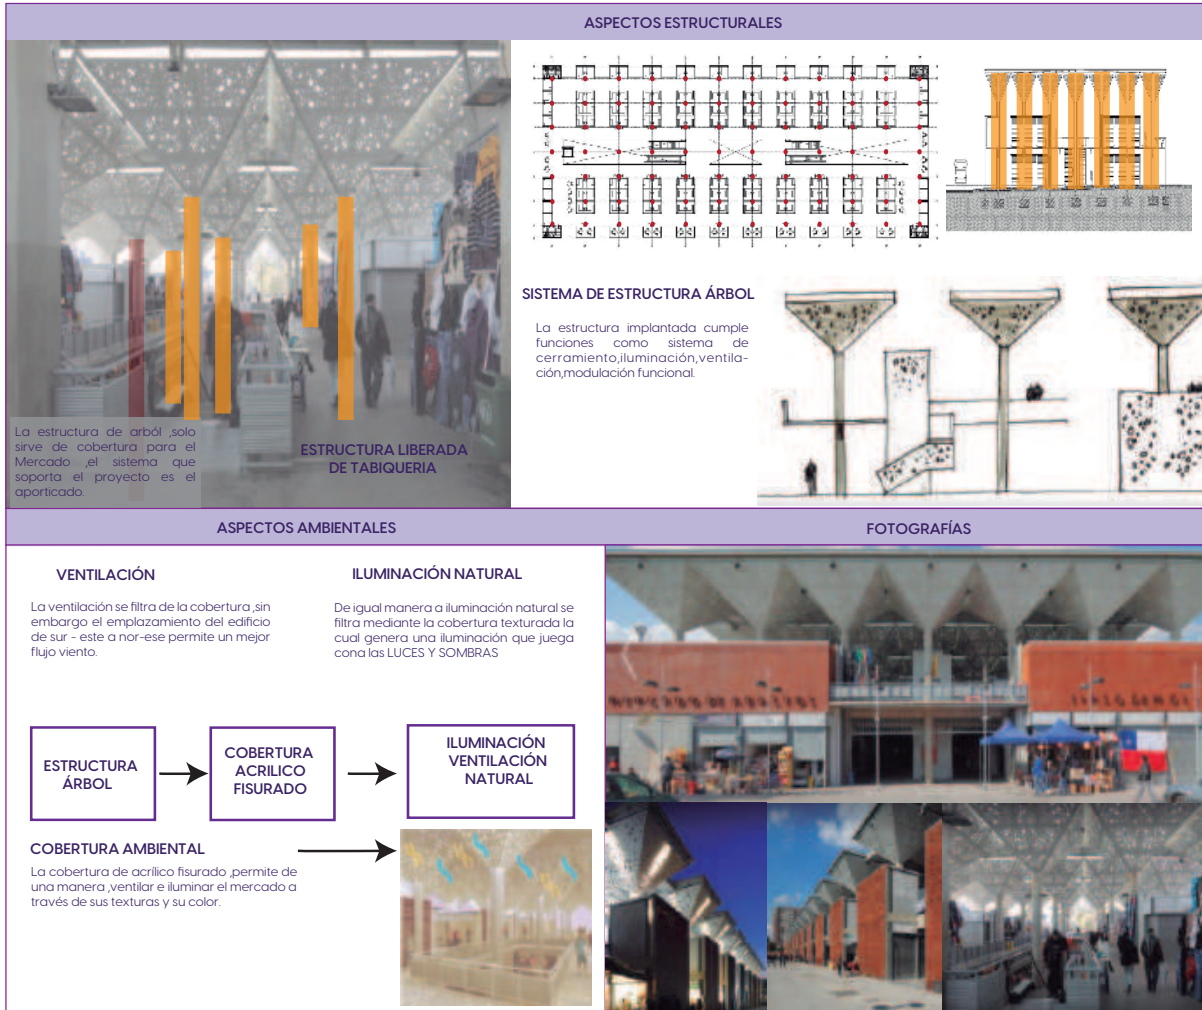 ASPECTOS ESTRUCTURALES
La estructura de arból ,solo
sirve de cobertura para el
Mercado ,el sistema que
soporta el proyecto es el
aporticado.
ESTRUCTURA LIBERADA
DE TABIQUERIA
SISTEMA DE ESTRUCTURA ÁRBOL
La estructura implantada cumple
funciones como sistema de
cerramiento,iluminación,ventila-
ción,modulación funcional.
ASPECTOS AMBIENTALES
VENTILACIÓN
La ventilación se filtra de la cobertura ,sin
embargo el emplazamiento del edificio
de sur - este a nor-ese permite un mejor
flujo viento.
ILUMINACIÓN NATURAL
De igual manera a iluminación natural se
filtra mediante la cobertura texturada la
cual genera una iluminación que juega
cona las LUCES Y SOMBRAS
ESTRUCTURA
ÁRBOL
COBERTURA
ACRILICO
FISURADO
ILUMINACIÓN
VENTILACIÓN
NATURAL
COBERTURA AMBIENTAL
La cobertura de acrílico fisurado ,permite de
una manera ,ventilar e iluminar el mercado a
través de sus texturas y su color.
FOTOGRAFÍAS